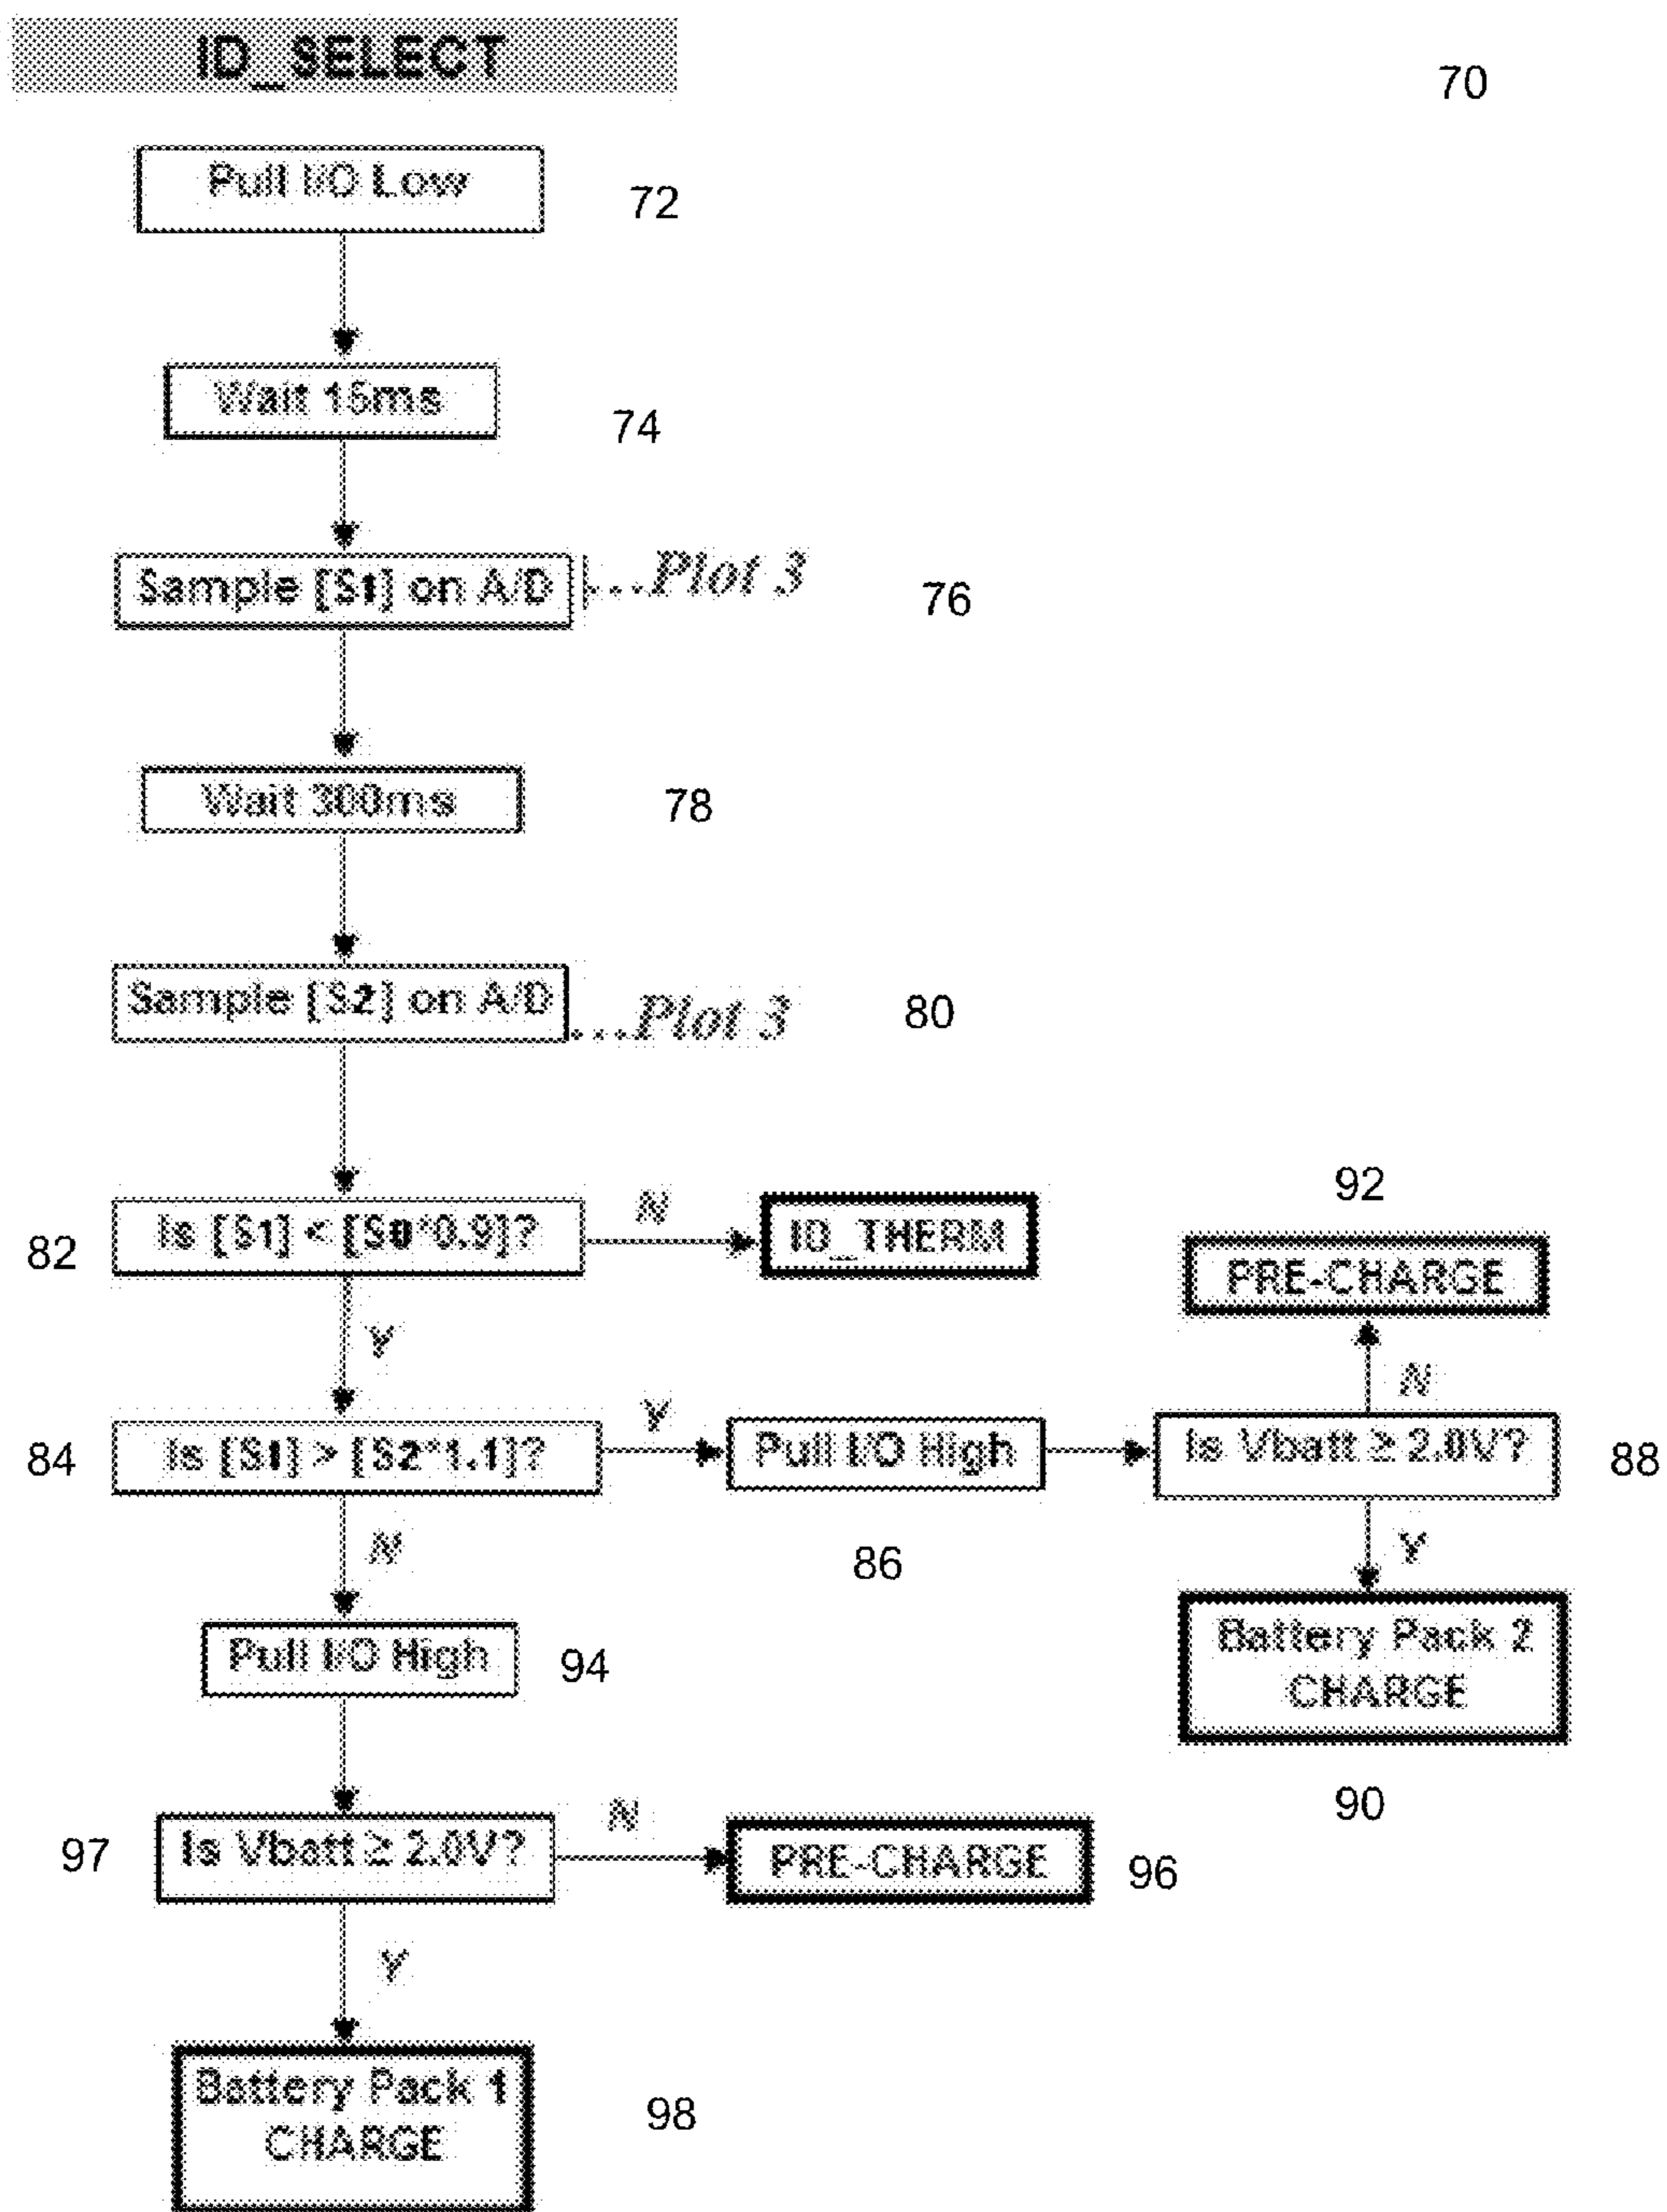 ID_SELECT
70
Pull I/O Low
72
Wait 15ms
74
Sample [S1] on A/D
...Plot 3
76
Wait 300ms
78
Sample [S2] on A/D
...Plot 3
80
82
Is [S1] < [S0*0.9]?
N
ID_THERM
92
PRE-CHARGE
Y
N
84
Is [S1] > [S2*1.1]?
Y
Pull I/O High
86
Is Vbatt ≥ 2.0V?
88
N
Y
Battery Pack 2
CHARGE
90
Pull I/O High
94
97
Is Vbatt ≥ 2.0V?
N
PRE-CHARGE
96
Y
Battery Pack 1
CHARGE
98